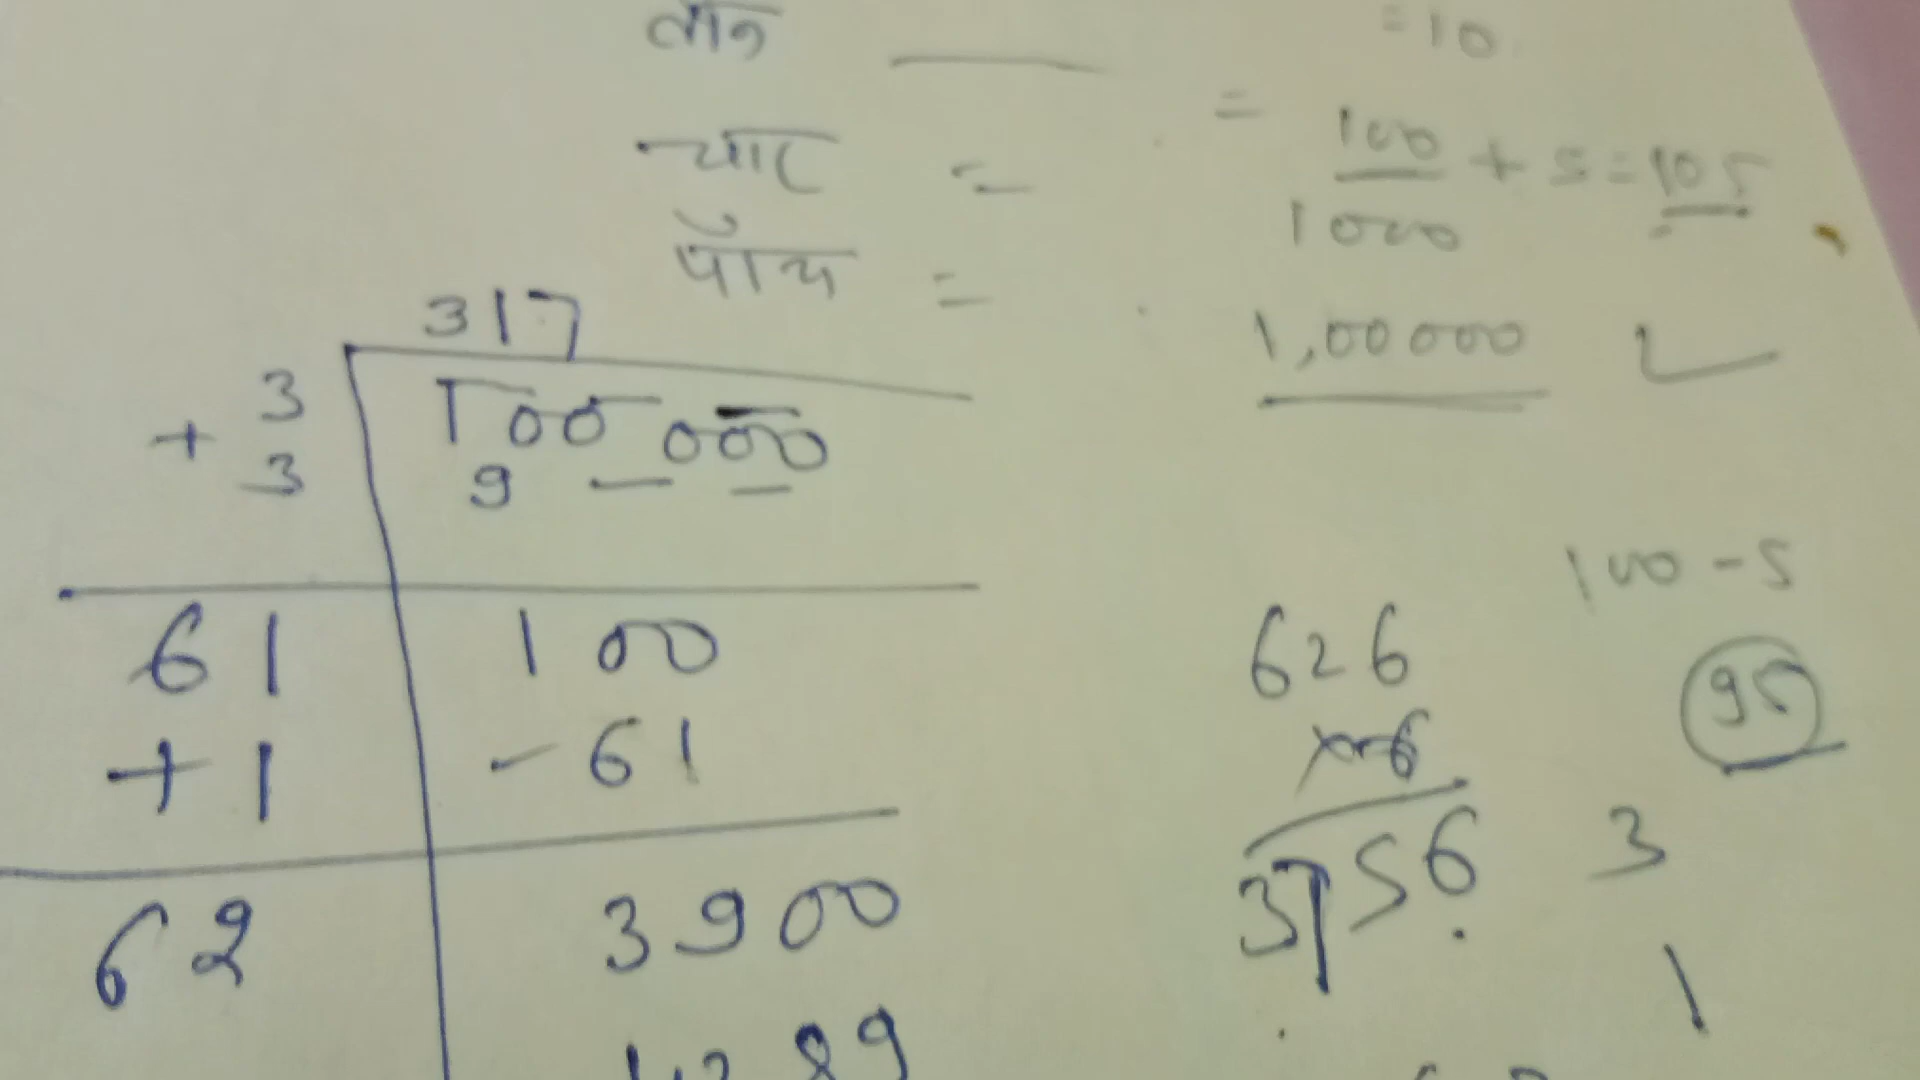 तीन
= 10
चार =
= 100 + 5 = 105
1000
पाँच =
1,00000
317
3 100 000
+ 3 9
100 - 5
61 100
626
95
+ 1 - 61
× 6
3756
3
62 3900
1